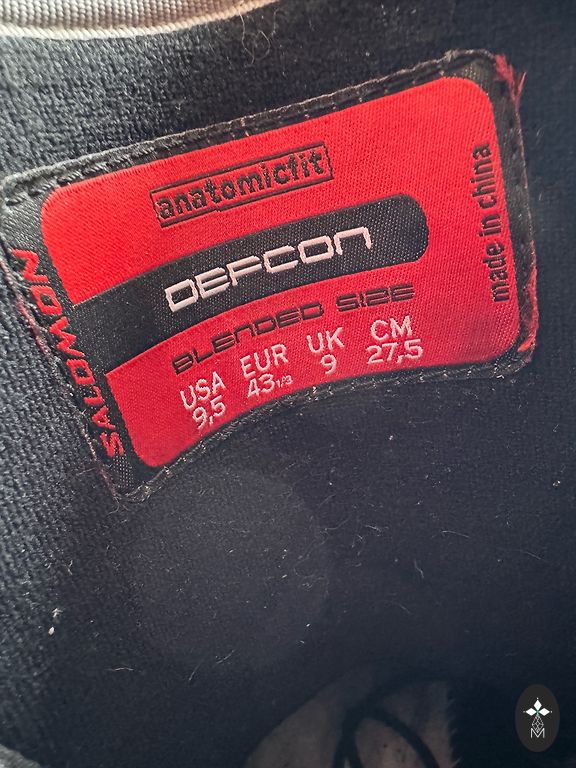 anatomicfit
DEFCON
BLENDED SIZE
USA EUR UK CM
9,5 43 1/3 9 27,5
SALOMON
made in china
M